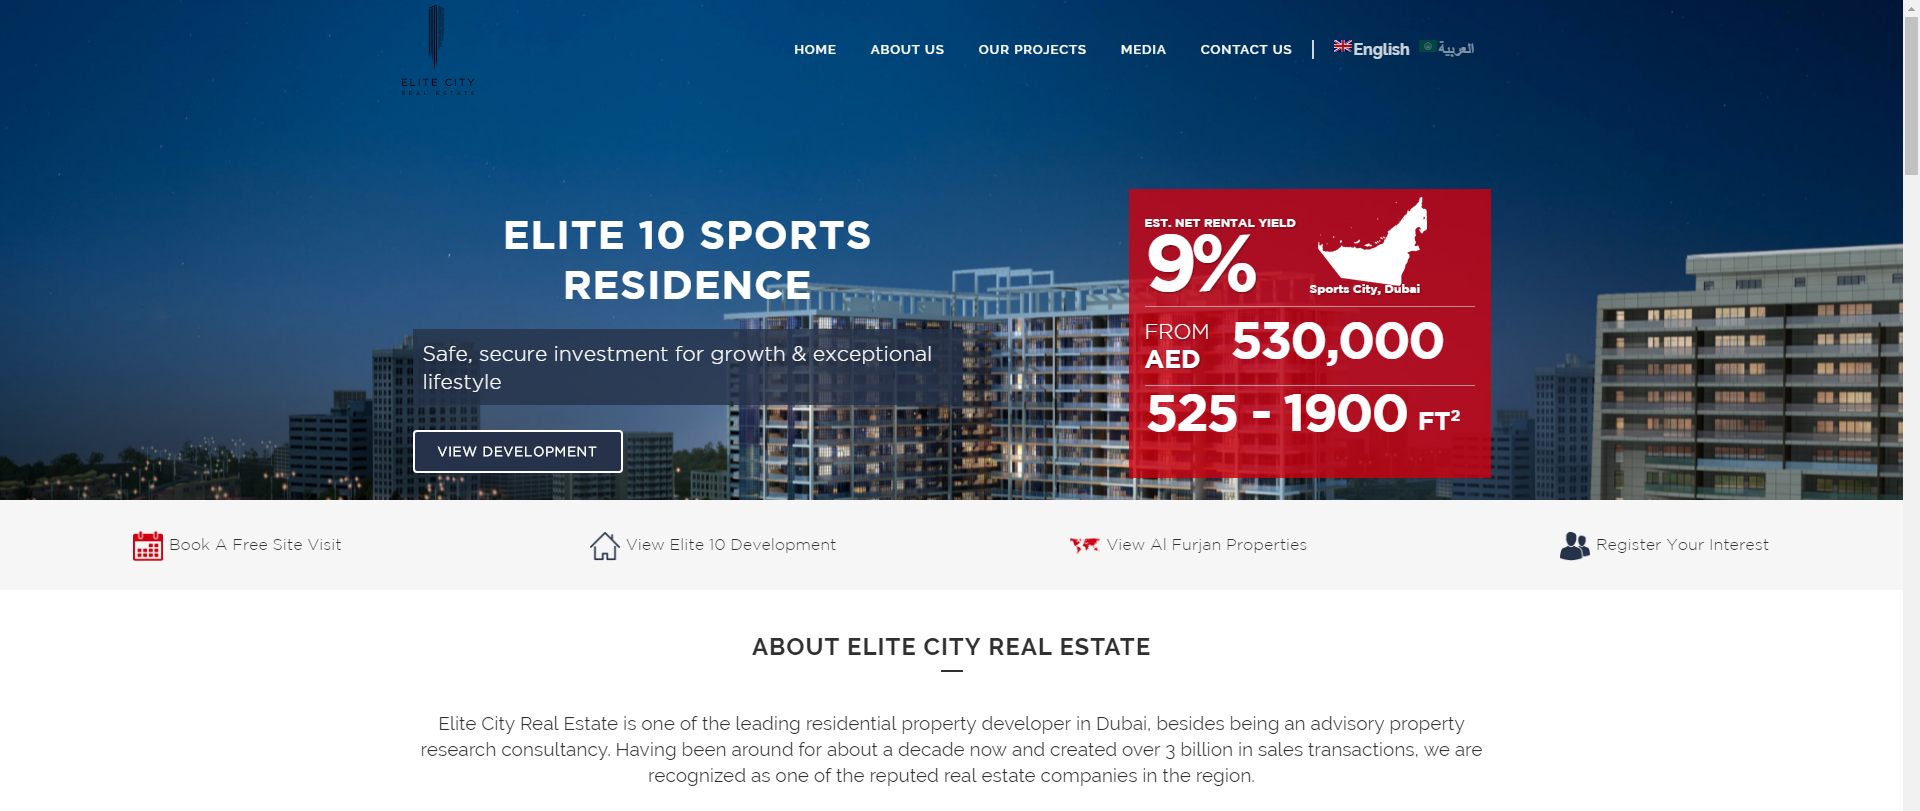 ELITE CITY
REAL ESTATE
HOME ABOUT US OUR PROJECTS MEDIA CONTACT US English العربية
ELITE 10 SPORTS
RESIDENCE
Safe, secure investment for growth & exceptional
lifestyle
VIEW DEVELOPMENT
EST. NET RENTAL YIELD
9%
Sports City, Dubai
FROM
AED 530,000
525 - 1900 FT²
Book A Free Site Visit
View Elite 10 Development
View Al Furjan Properties
Register Your Interest
ABOUT ELITE CITY REAL ESTATE
Elite City Real Estate is one of the leading residential property developer in Dubai, besides being an advisory property
research consultancy. Having been around for about a decade now and created over 3 billion in sales transactions, we are
recognized as one of the reputed real estate companies in the region.